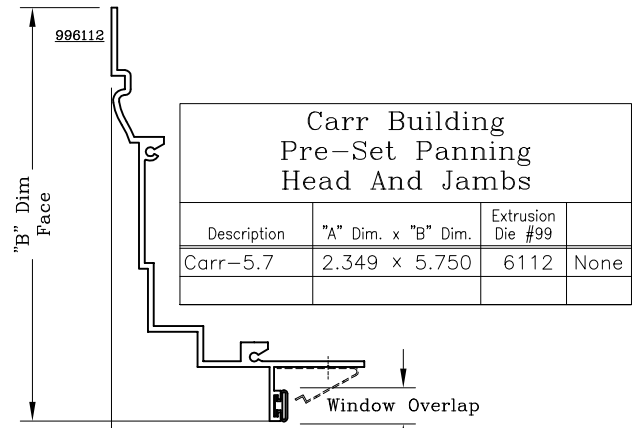 996112
Carr Building
Pre-Set Panning
Head And Jambs
Description "A" Dim. x "B" Dim. Extrusion Die #99
Carr-5.7 2.349 × 5.750 6112 None
"B" Dim
Face
Window Overlap